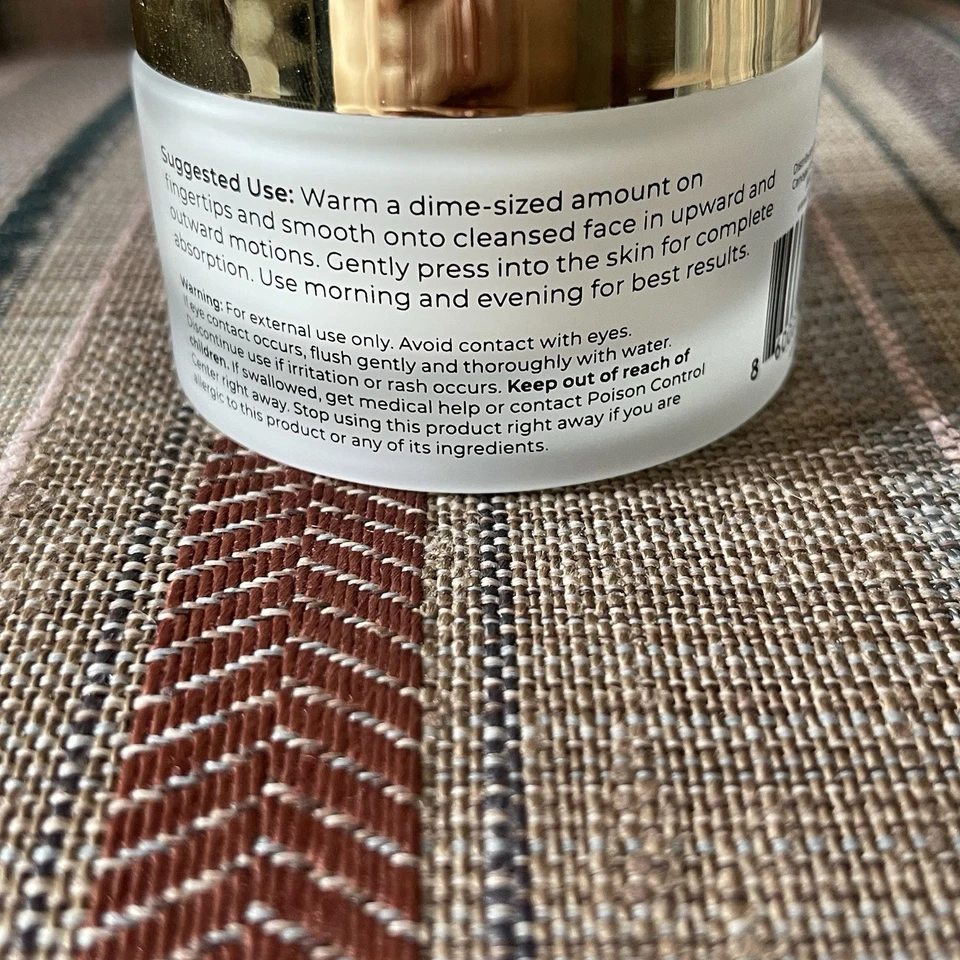 Suggested Use: Warm a dime-sized amount on
fingertips and smooth onto cleansed face in upward and
outward motions. Gently press into the skin for complete
absorption. Use morning and evening for best results.
Warning: For external use only. Avoid contact with eyes.
If eye contact occurs, flush gently and thoroughly with water.
Discontinue use if irritation or rash occurs. Keep out of reach of
children. If swallowed, get medical help or contact Poison Control
Center right away. Stop using this product right away if you are
allergic to this product or any of its ingredients.
8